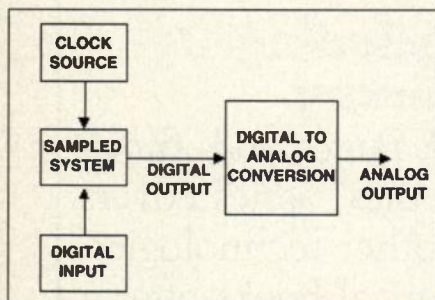 CLOCK
SOURCE
SAMPLED
SYSTEM
DIGITAL
OUTPUT
DIGITAL TO
ANALOG
CONVERSION
ANALOG
OUTPUT
DIGITAL
INPUT